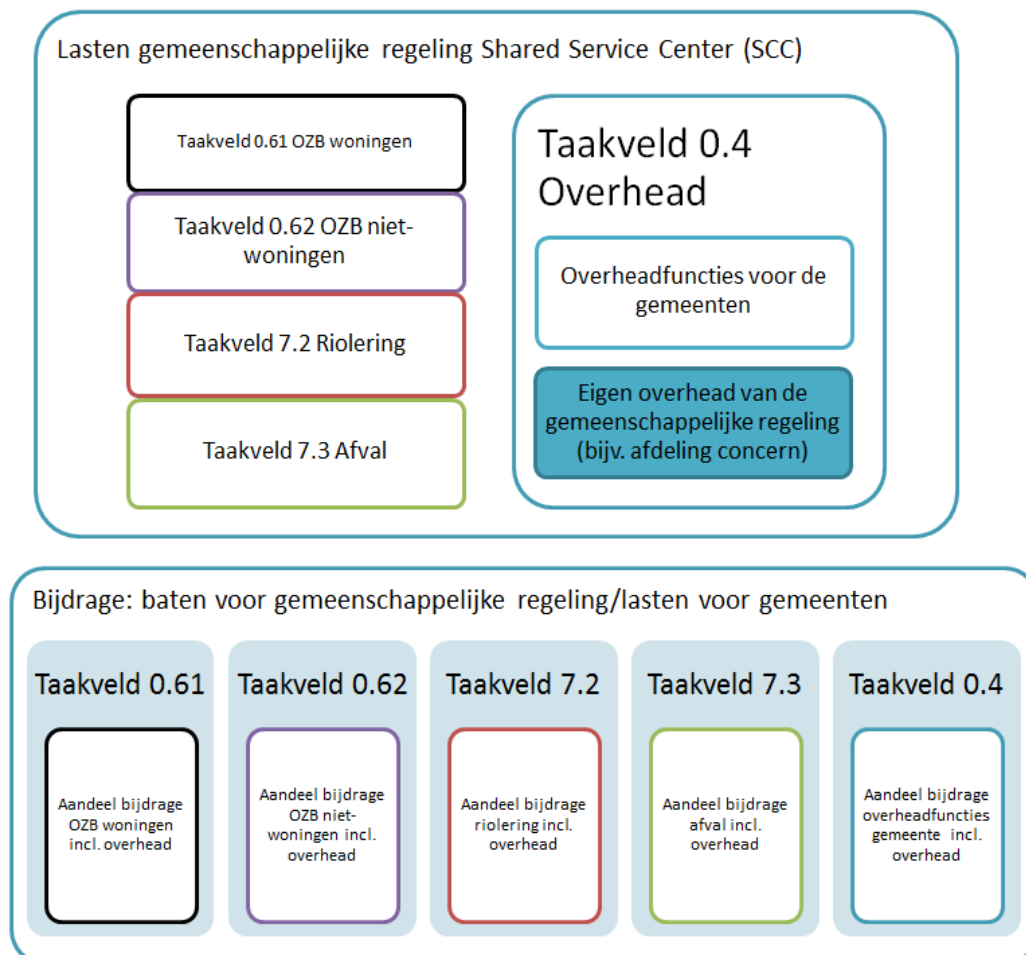 Lasten gemeenschappelijke regeling Shared Service Center (SCC)
Taakveld 0.61 OZB woningen
Taakveld 0.62 OZB niet-
woningen
Taakveld 7.2 Riolering
Taakveld 7.3 Afval
Taakveld 0.4
Overhead
Overheadfuncties voor de
gemeenten
Eigen overhead van de
gemeenschappelijke regeling
(bijv. afdeling concern)
Bijdrage: baten voor gemeenschappelijke regeling/lasten voor gemeenten
Taakveld 0.61
Aandeel bijdrage
OZB woningen
incl. overhead
Taakveld 0.62
Aandeel bijdrage
OZB niet-
woningen incl.
overhead
Taakveld 7.2
Aandeel bijdrage
riolering incl.
overhead
Taakveld 7.3
Aandeel bijdrage
afval incl.
overhead
Taakveld 0.4
Aandeel bijdrage
overheadfuncties
gemeente incl.
overhead